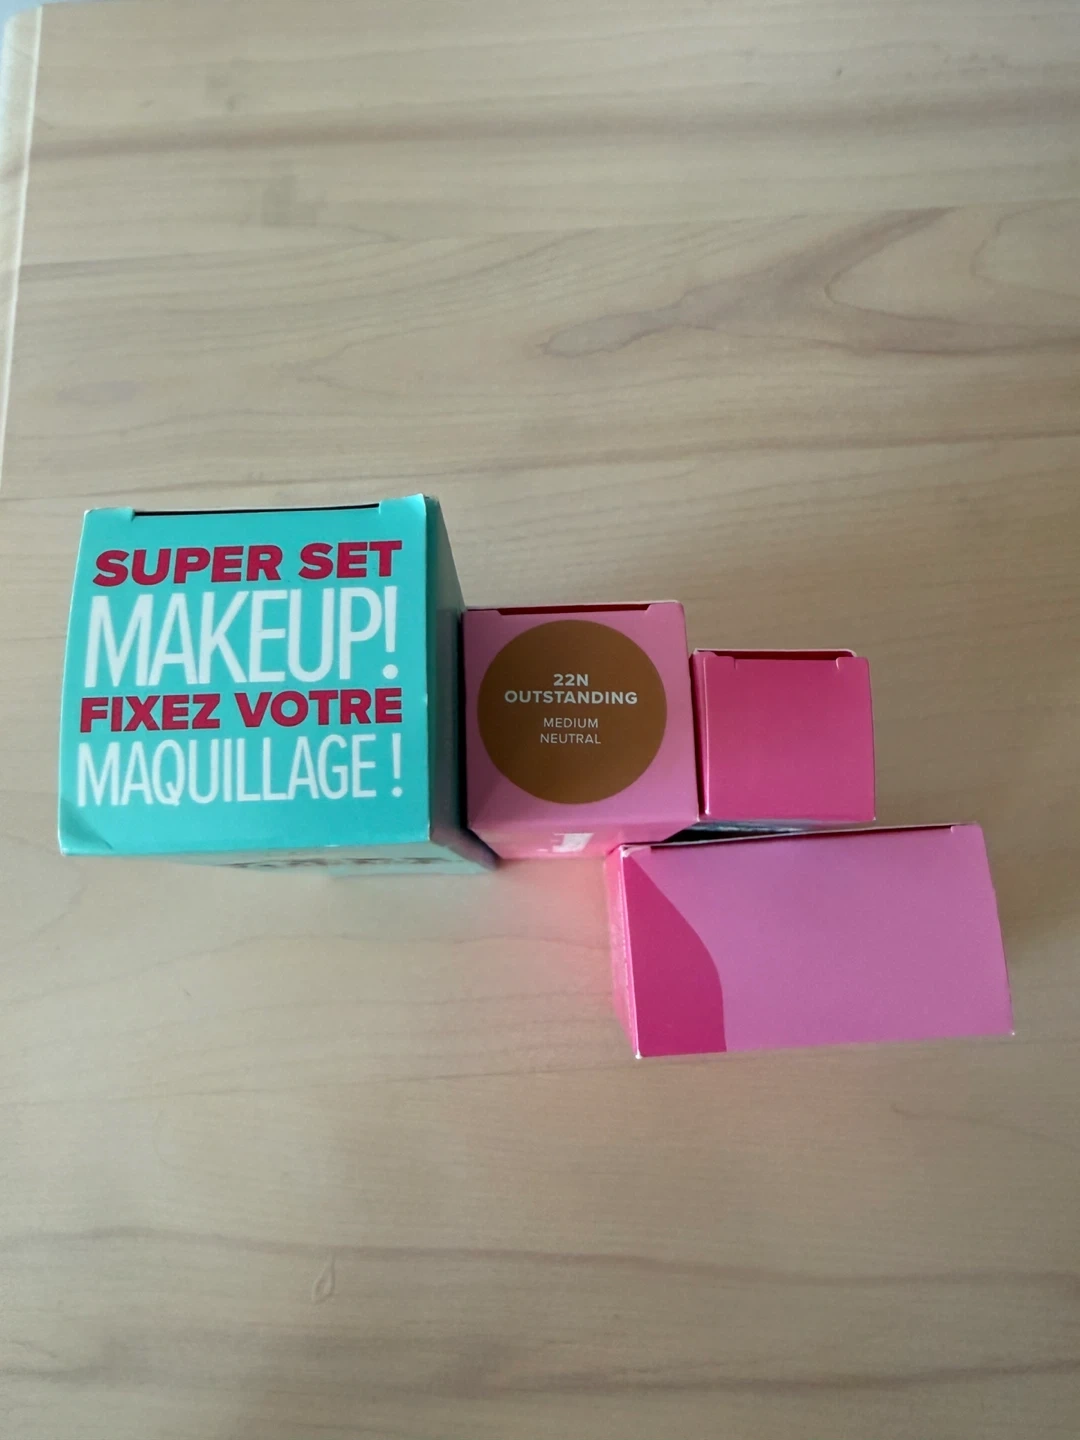 SUPER SET
MAKEUP!
FIXEZ VOTRE
MAQUILLAGE !
22N
OUTSTANDING
MEDIUM
NEUTRAL